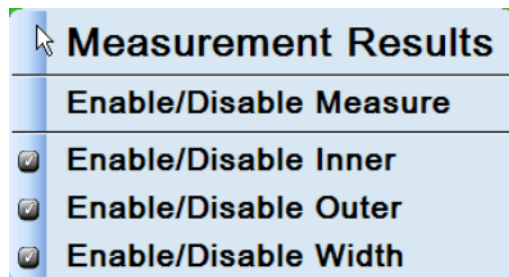 Measurement Results
Enable/Disable Measure
Enable/Disable Inner
Enable/Disable Outer
Enable/Disable Width